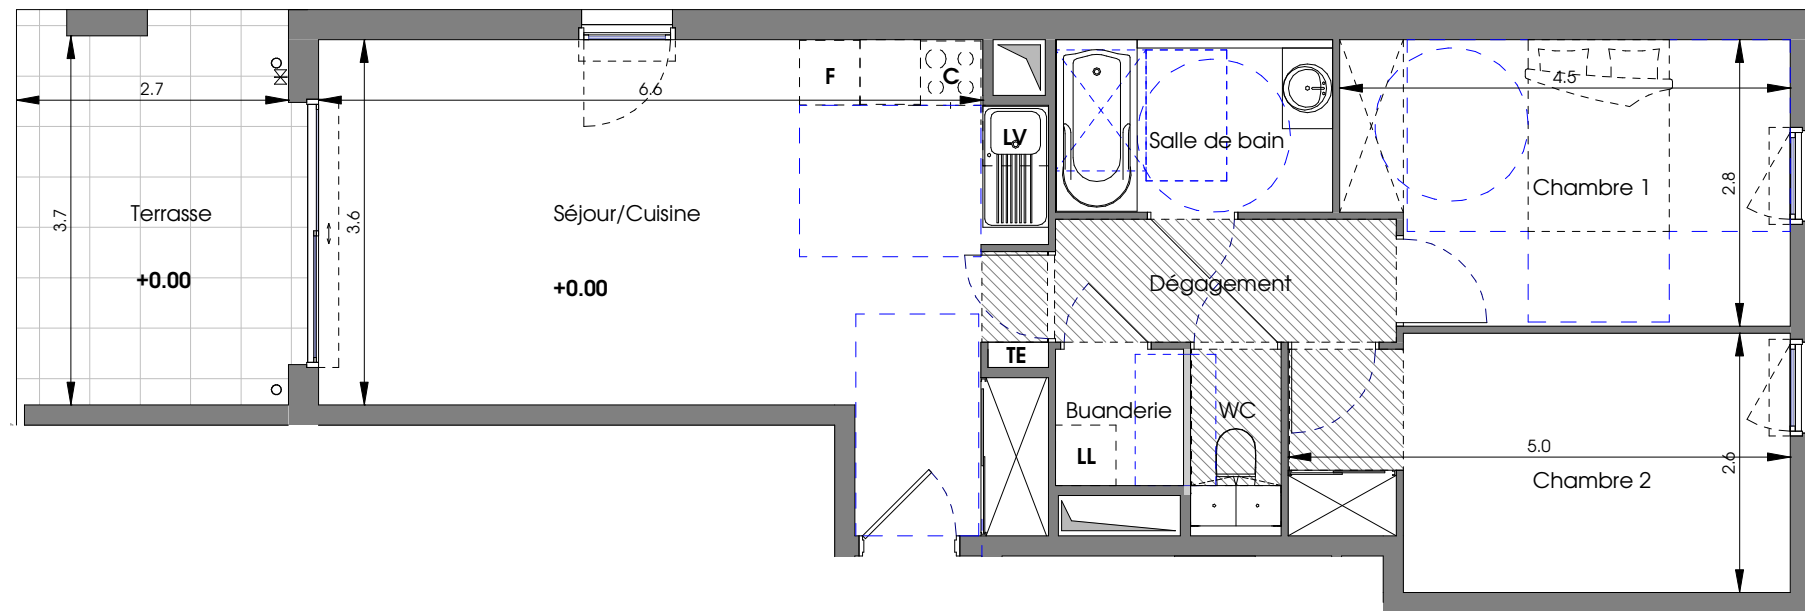 F
C
4.5
2.7
6.6
LV
Salle de bain
Chambre 1
2.8
3.7
Terrasse
3.6
Séjour/Cuisine
+0.00
+0.00
Dégagement
TE
Buanderie
WC
5.0
LL
2.6
Chambre 2